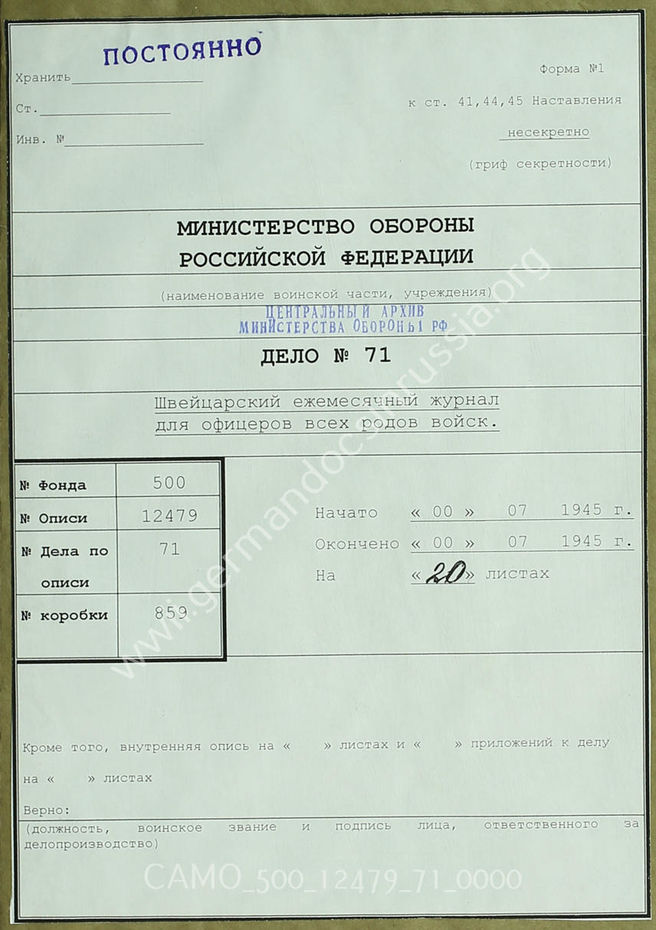 ПОСТОЯННО
Хранить
Форма №1
Ст.
к ст. 41,44,45 Наставления
Инв. №
несекретно
(гриф секретности)
МИНИСТЕРСТВО ОБОРОНЫ
РОССИЙСКОЙ ФЕДЕРАЦИИ
(наименование воинской части, учреждения)
ЦЕНТРАЛЬНЫЙ АРХИВ
МИНИСТЕРСТВА ОБОРОНЫ РФ
ДЕЛО № 71
Швейцарский ежемесячный журнал
для офицеров всех родов войск.
№ Фонда 500
№ Описи 12479
№ Дела по описи 71
№ коробки 859
Начато « 00 » 07 1945 г.
Окончено « 00 » 07 1945 г.
На «20» листах
Кроме того, внутренняя опись на « » листах и « » приложений к делу
на « » листах
Верно:
(должность, воинское звание и подпись лица, ответственного за
делопроизводство)
www.germandocsinrussia.org
CAMO_500_12479_71_0000